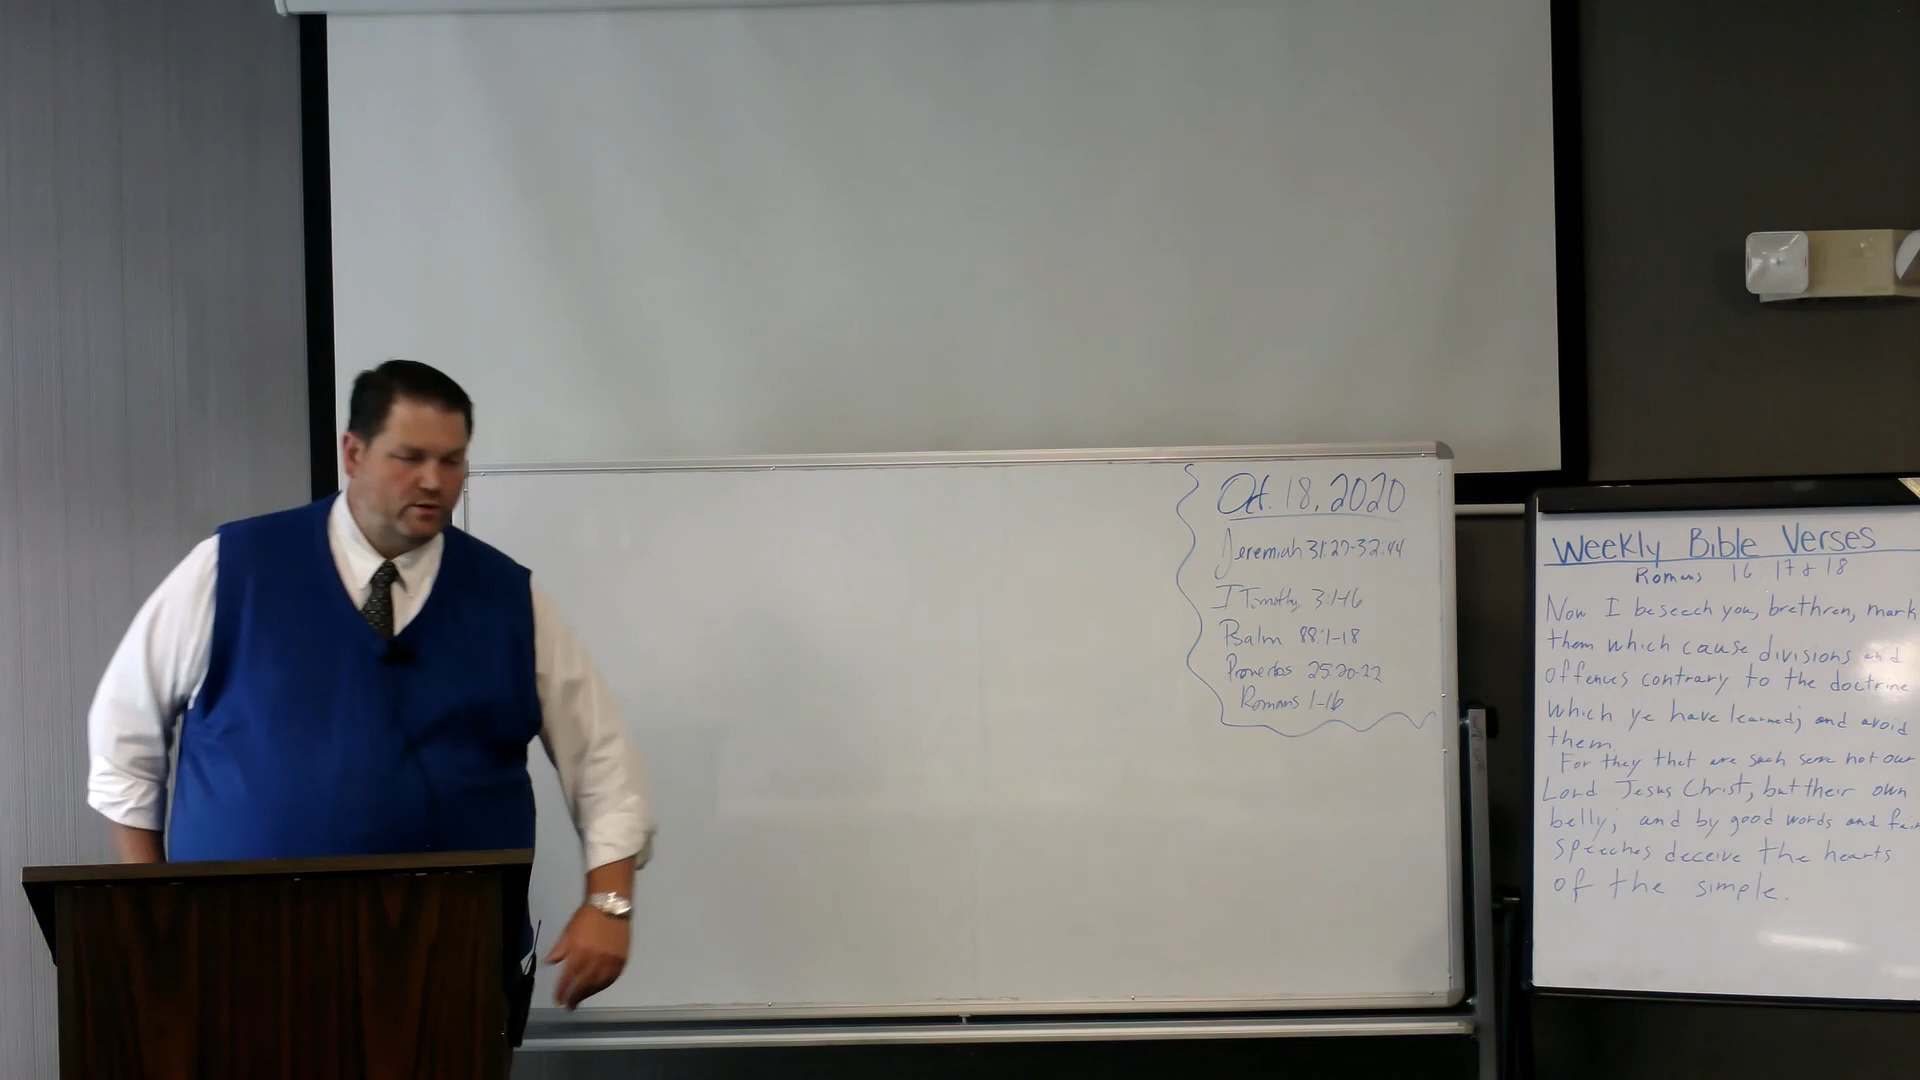 Oct. 18, 2020
Jeremiah 31:27-32:44
I Timothy 3:1-16
Psalm 88:1-18
Proverbs 25:20-22
Romans 1-16
Weekly Bible Verses
Romans 16 17 & 18
Now I beseech you, brethren, mark
them which cause divisions and
offences contrary to the doctrine
which ye have learned; and avoid
them.
For they that are such serve not our
Lord Jesus Christ, but their own
belly; and by good words and fair
speeches deceive the hearts
of the simple.